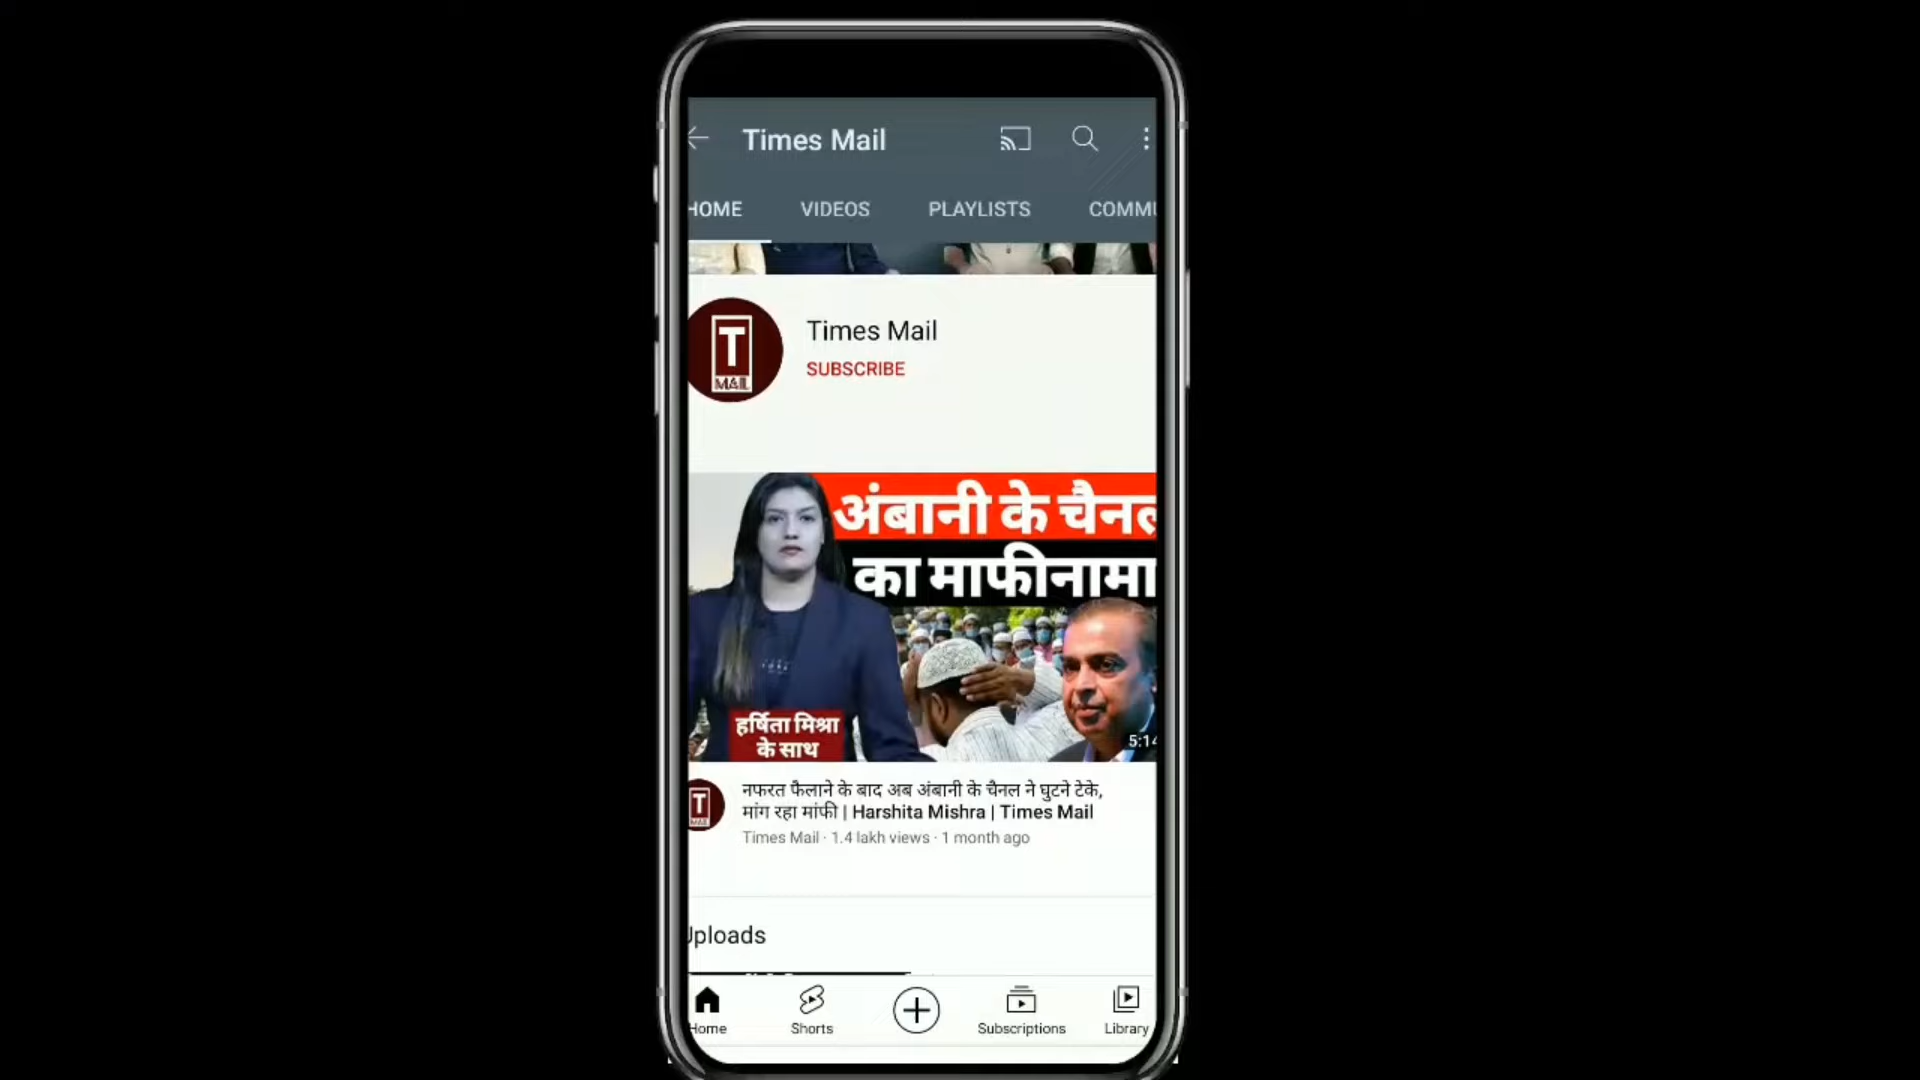 Times Mail
HOME VIDEOS PLAYLISTS COMMU
T
MAIL
Times Mail
SUBSCRIBE
अंबानी के चैनल
का माफीनामा
हर्षिता मिश्रा
के साथ
5:14
T
MAIL
नफरत फैलाने के बाद अब अंबानी के चैनल ने घुटने टेके,
मांग रहा मांफी | Harshita Mishra | Times Mail
Times Mail · 1.4 lakh views · 1 month ago
Uploads
Home Shorts Subscriptions Library